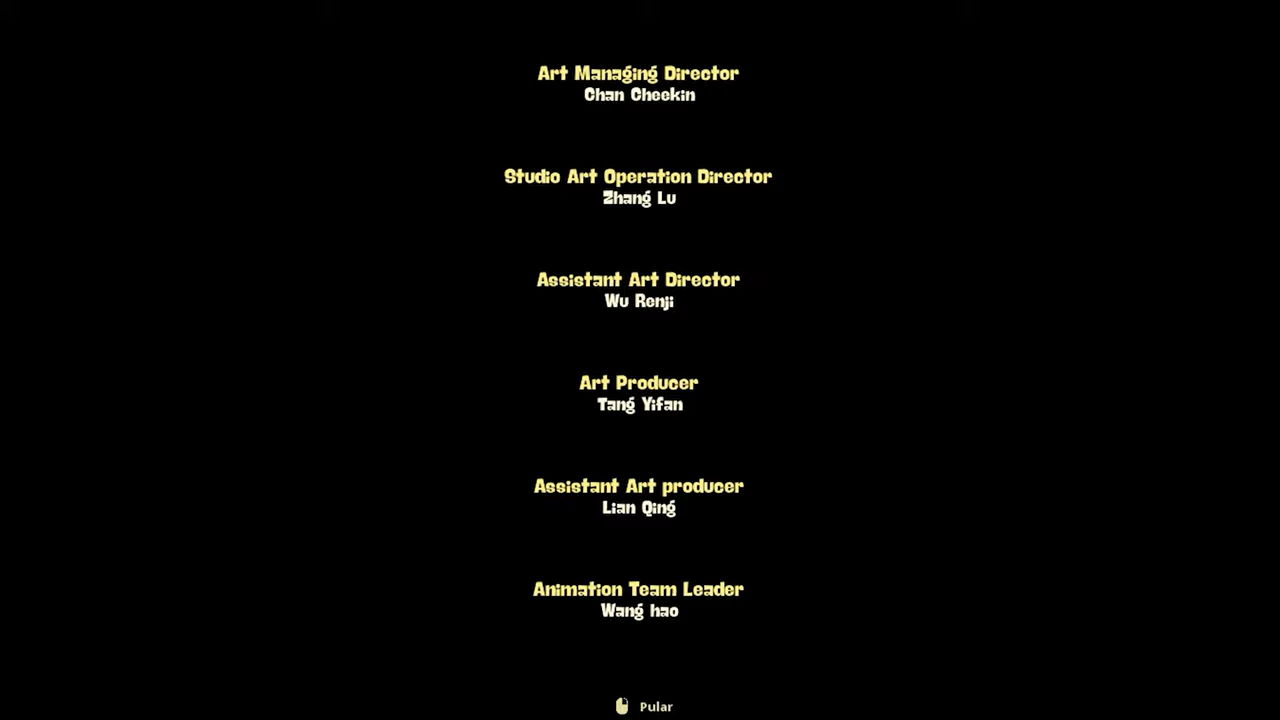 Art Managing Director
Chan Cheekin
Studio Art Operation Director
Zhang Lu
Assistant Art Director
Wu Renji
Art Producer
Tang Yifan
Assistant Art producer
Lian Qing
Animation Team Leader
Wang hao
Pular